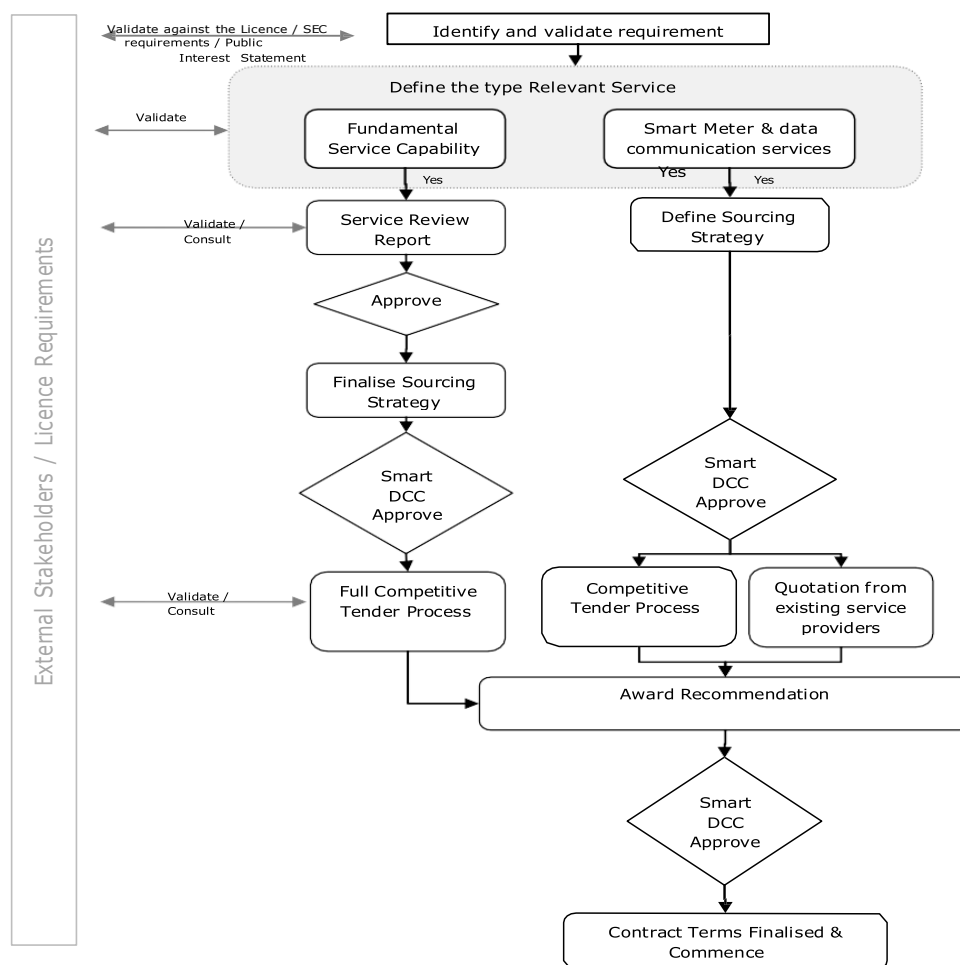 Identify and validate requirement
Validate against the Licence / SEC
requirements / Public
Interest Statement
Define the type Relevant Service
Validate
Fundamental
Service Capability
Smart Meter & data
communication services
Yes
Yes
Yes
Validate /
Consult
Service Review
Report
Define Sourcing
Strategy
Approve
Finalise Sourcing
Strategy
Smart
DCC
Approve
Smart
DCC
Approve
Validate /
Consult
Full Competitive
Tender Process
Competitive
Tender Process
Quotation from
existing service
providers
Award Recommendation
Smart
DCC
Approve
Contract Terms Finalised &
Commence
External Stakeholders / Licence Requirements